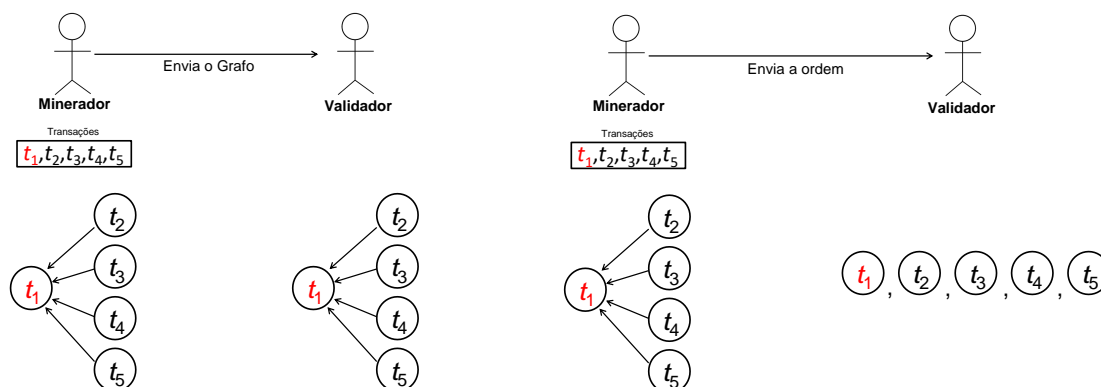 Envia o Grafo
Minerador
Validador
Transações
t1,t2,t3,t4,t5
t2
t3
t1
t4
t5
t2
t3
t1
t4
t5
Envia a ordem
Minerador
Validador
Transações
t1,t2,t3,t4,t5
t2
t3
t1
t4
t5
t1, t2, t3, t4, t5